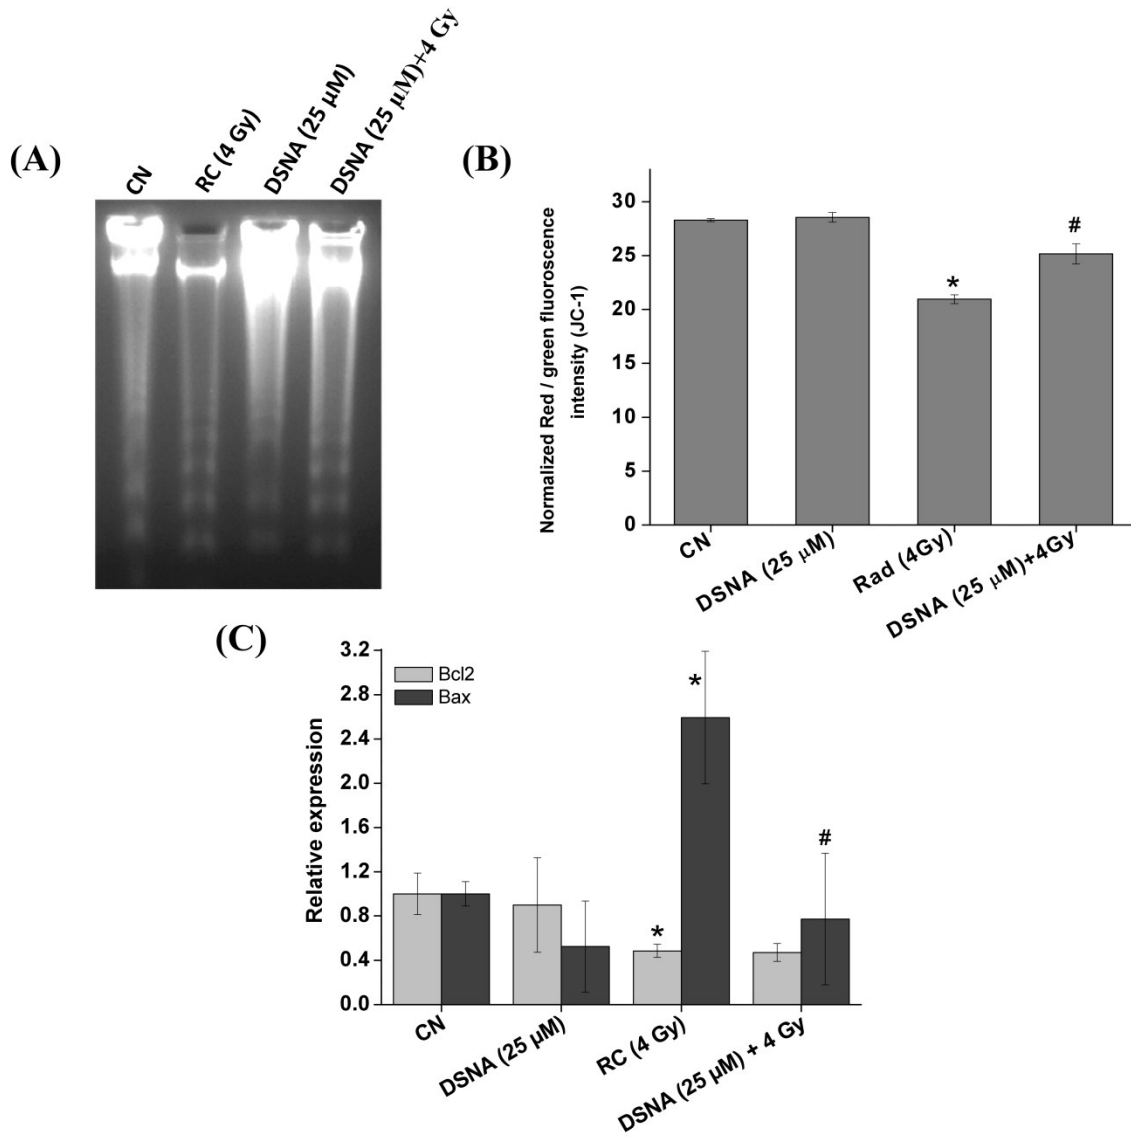 (A)
CN
RC (4 Gy)
DSNA (25 µM)
DSNA (25 µM)+4 Gy
(B)
Normalized Red / green fluoroscence
intensity (JC-1)
30
25
20
15
10
5
0
*
#
CN
DSNA (25 µM)
Rad (4Gy)
DSNA (25 µM)+4Gy
(C)
Relative expression
3.2
2.8
2.4
2.0
1.6
1.2
0.8
0.4
0.0
Bcl2
Bax
*
*
#
CN
DSNA (25 µM)
RC (4 Gy)
DSNA (25 µM) + 4 Gy